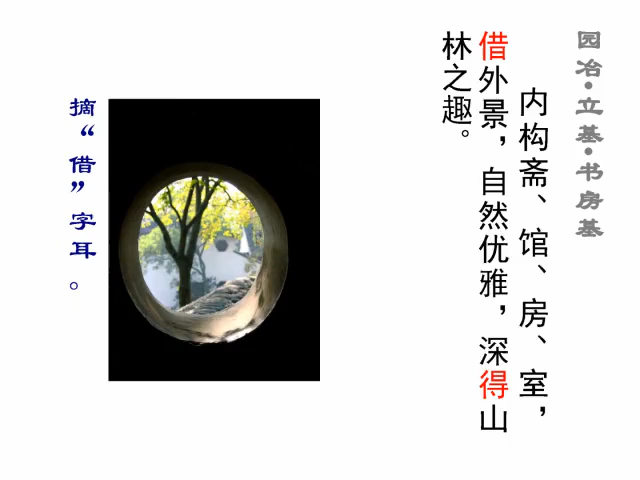 园冶·立基·书房基
内构斋、馆、房、室，
借外景，自然优雅，深得山
林之趣。
摘“借”字耳。